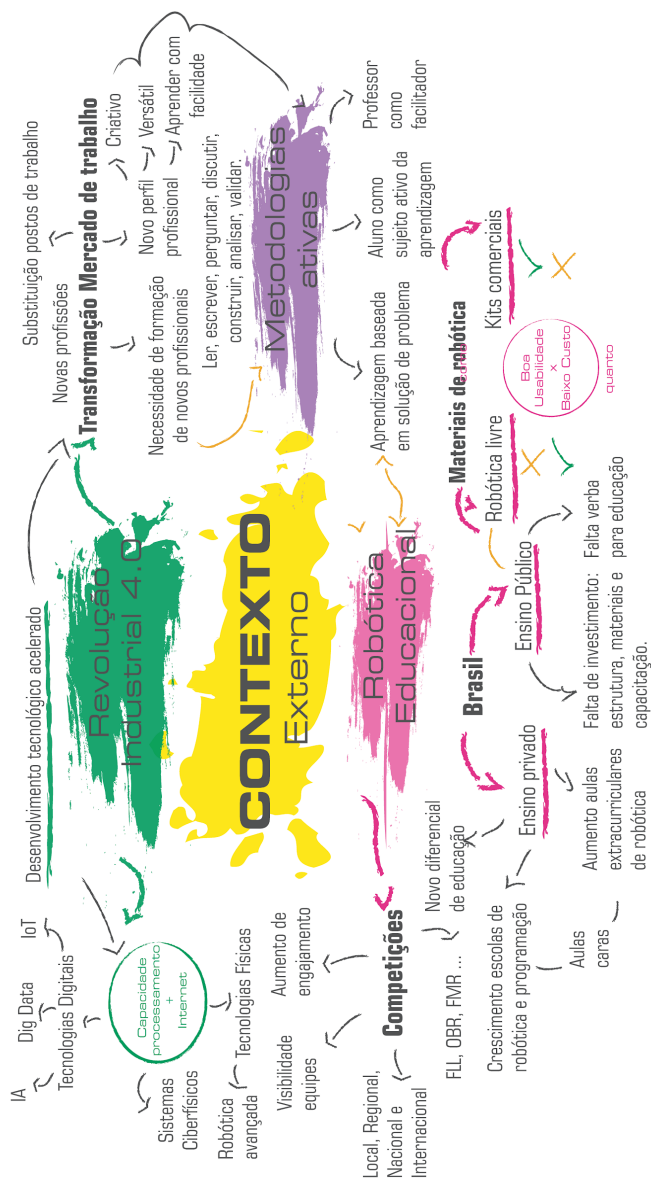 IA
Dig Data
IoT
Tecnologias Digitais
Desenvolvimento tecnológico acelerado
Substituição postos de trabalho
Novas profissões
Transformação Mercado de trabalho
Criativo
Novo perfil
profissional
Versátil
Aprender com
facilidade
Necessidade de formação
de novos profissionais
Revolução
Industrial 4.0
Capacidade
processamento
+
Internet
Sistemas
Ciberfísicos
Tecnologias Físicas
Robótica
avançada
CONTEXTO
Externo
Ler, escrever, perguntar, discutir,
construir, analisar, validar.
Metodologias
ativas
Aprendizagem baseada
em solução de problema
Aluno como
sujeito ativo da
aprendizagem
Professor
como
facilitador
Robótica
Educacional
Aumento de
engajamento
Visibilidade
equipes
Competições
Local, Regional,
Nacional e
Internacional
FLL, OBR, FMR ...
Novo diferencial
de educação
Brasil
Materiais de robótica
como
Robótica livre
Kits comerciais
Boa
Usabilidade
x
Baixo Custo
quanto
Ensino privado
Ensino Público
Crescimento escolas de
robótica e programação
Aulas
caras
Aumento aulas
extracurriculares
de robótica
Falta de investimento:
estrutura, materiais e
capacitação.
Falta verba
para educação